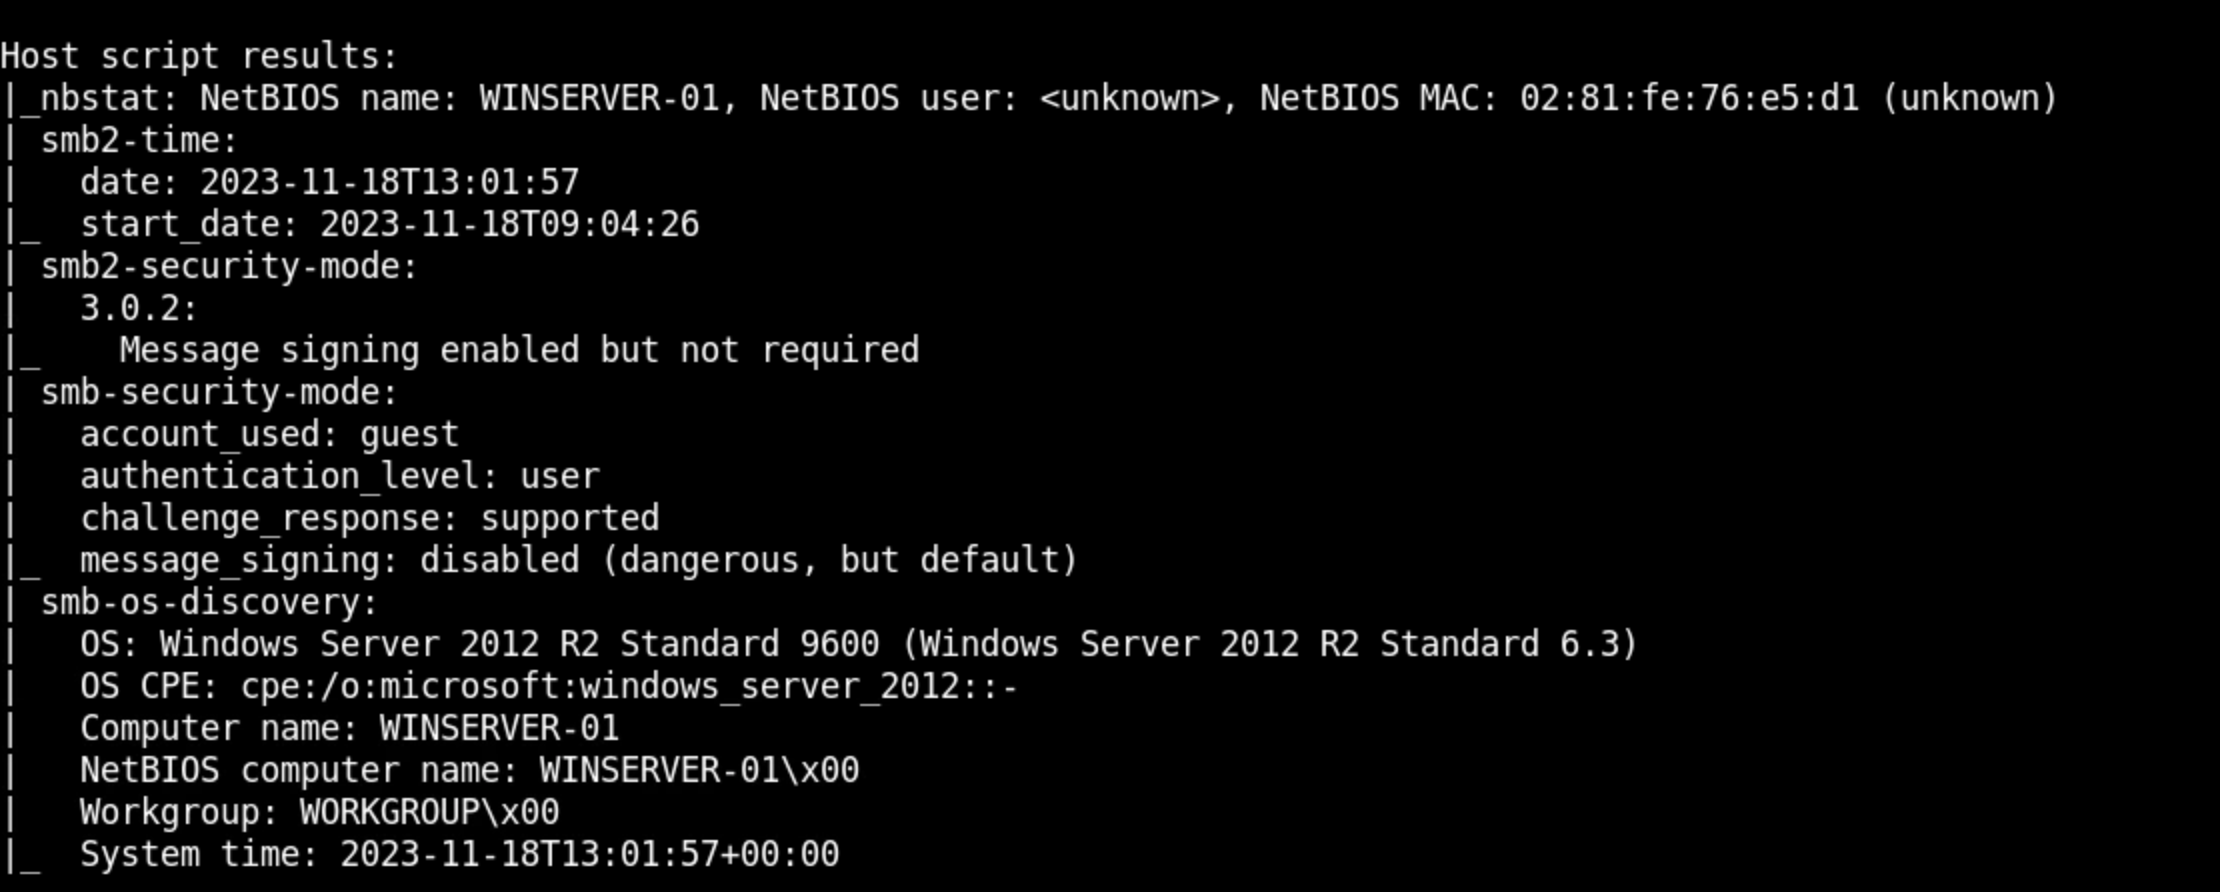 Host script results:
|_nbstat: NetBIOS name: WINSERVER-01, NetBIOS user: <unknown>, NetBIOS MAC: 02:81:fe:76:e5:d1 (unknown)
| smb2-time:
|   date: 2023-11-18T13:01:57
|_  start_date: 2023-11-18T09:04:26
| smb2-security-mode:
|   3.0.2:
|_    Message signing enabled but not required
| smb-security-mode:
|   account_used: guest
|   authentication_level: user
|   challenge_response: supported
|_  message_signing: disabled (dangerous, but default)
| smb-os-discovery:
|   OS: Windows Server 2012 R2 Standard 9600 (Windows Server 2012 R2 Standard 6.3)
|   OS CPE: cpe:/o:microsoft:windows_server_2012::-
|   Computer name: WINSERVER-01
|   NetBIOS computer name: WINSERVER-01\x00
|   Workgroup: WORKGROUP\x00
|_  System time: 2023-11-18T13:01:57+00:00